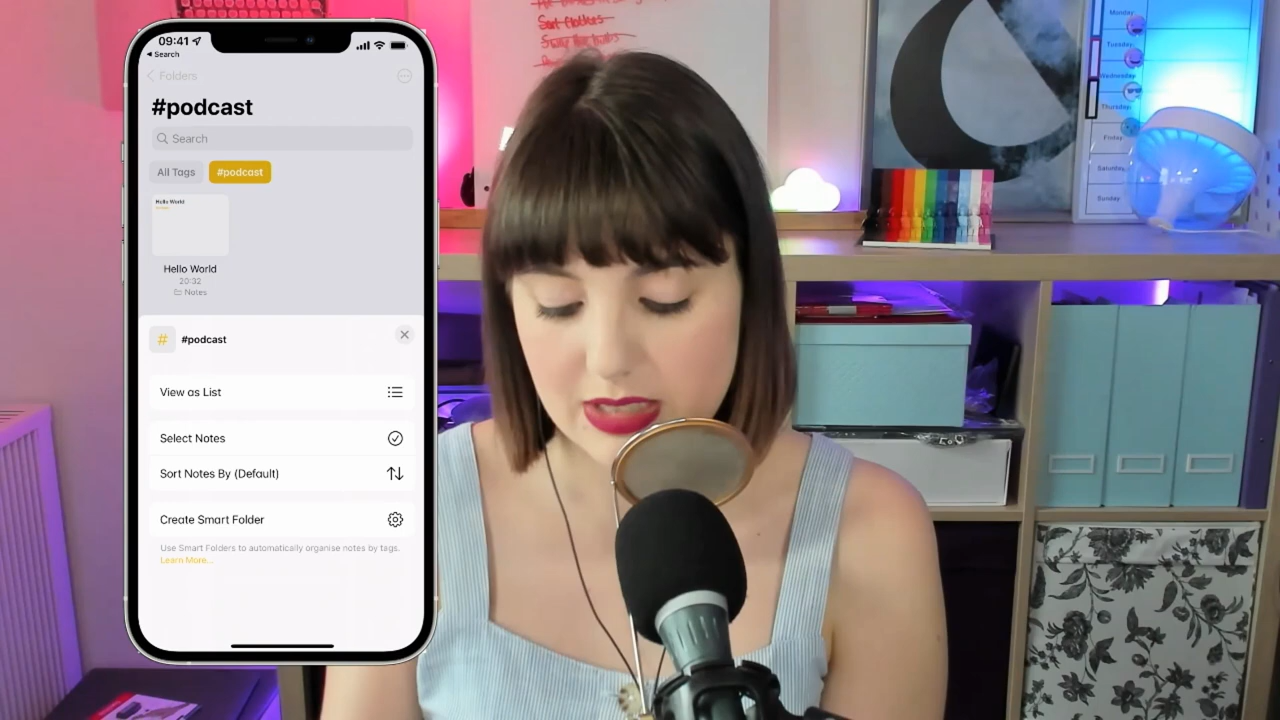 09:41
Search
Folders
#podcast
Search
All Tags
#podcast
Hello World
Hello World
20:32
Notes
#podcast
View as List
Select Notes
Sort Notes By (Default)
Create Smart Folder
Use Smart Folders to automatically organise notes by tags.
Learn More...
Monday
Tuesday
Wednesday
Thursday
Friday
Saturday
Sunday